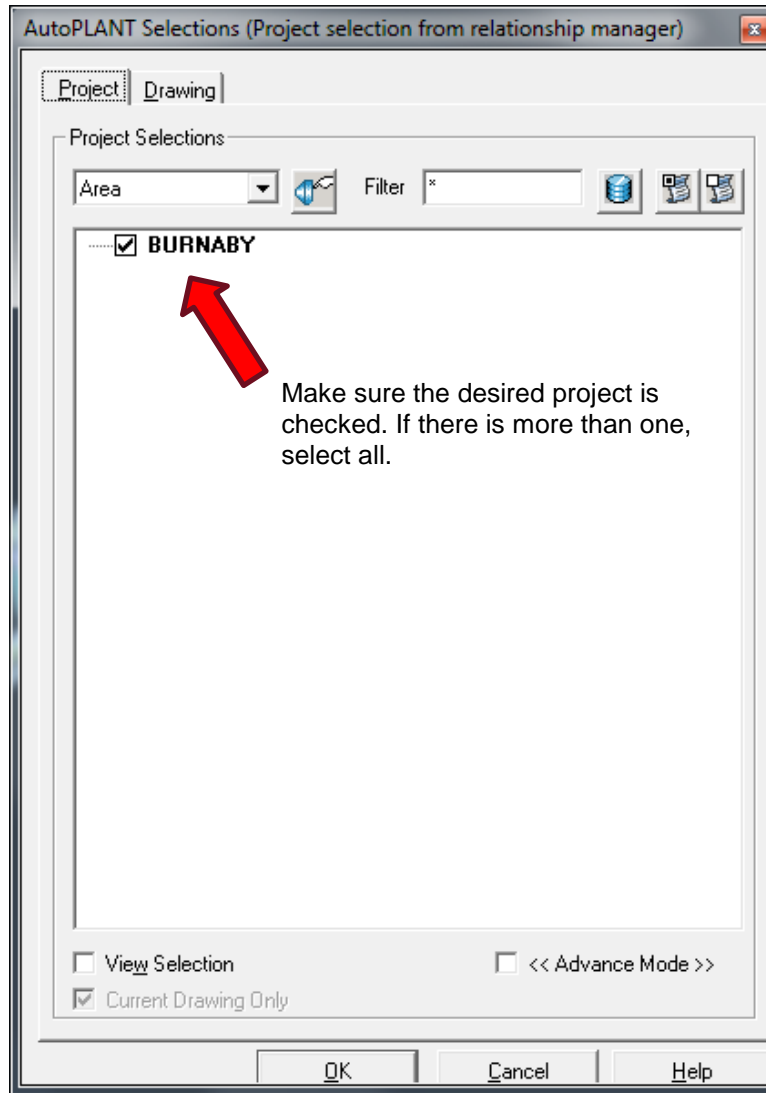 AutoPLANT Selections (Project selection from relationship manager)
Project Drawing
Project Selections
Area Filter *
BURNABY
Make sure the desired project is
checked. If there is more than one,
select all.
View Selection << Advance Mode >>
Current Drawing Only
OK Cancel Help